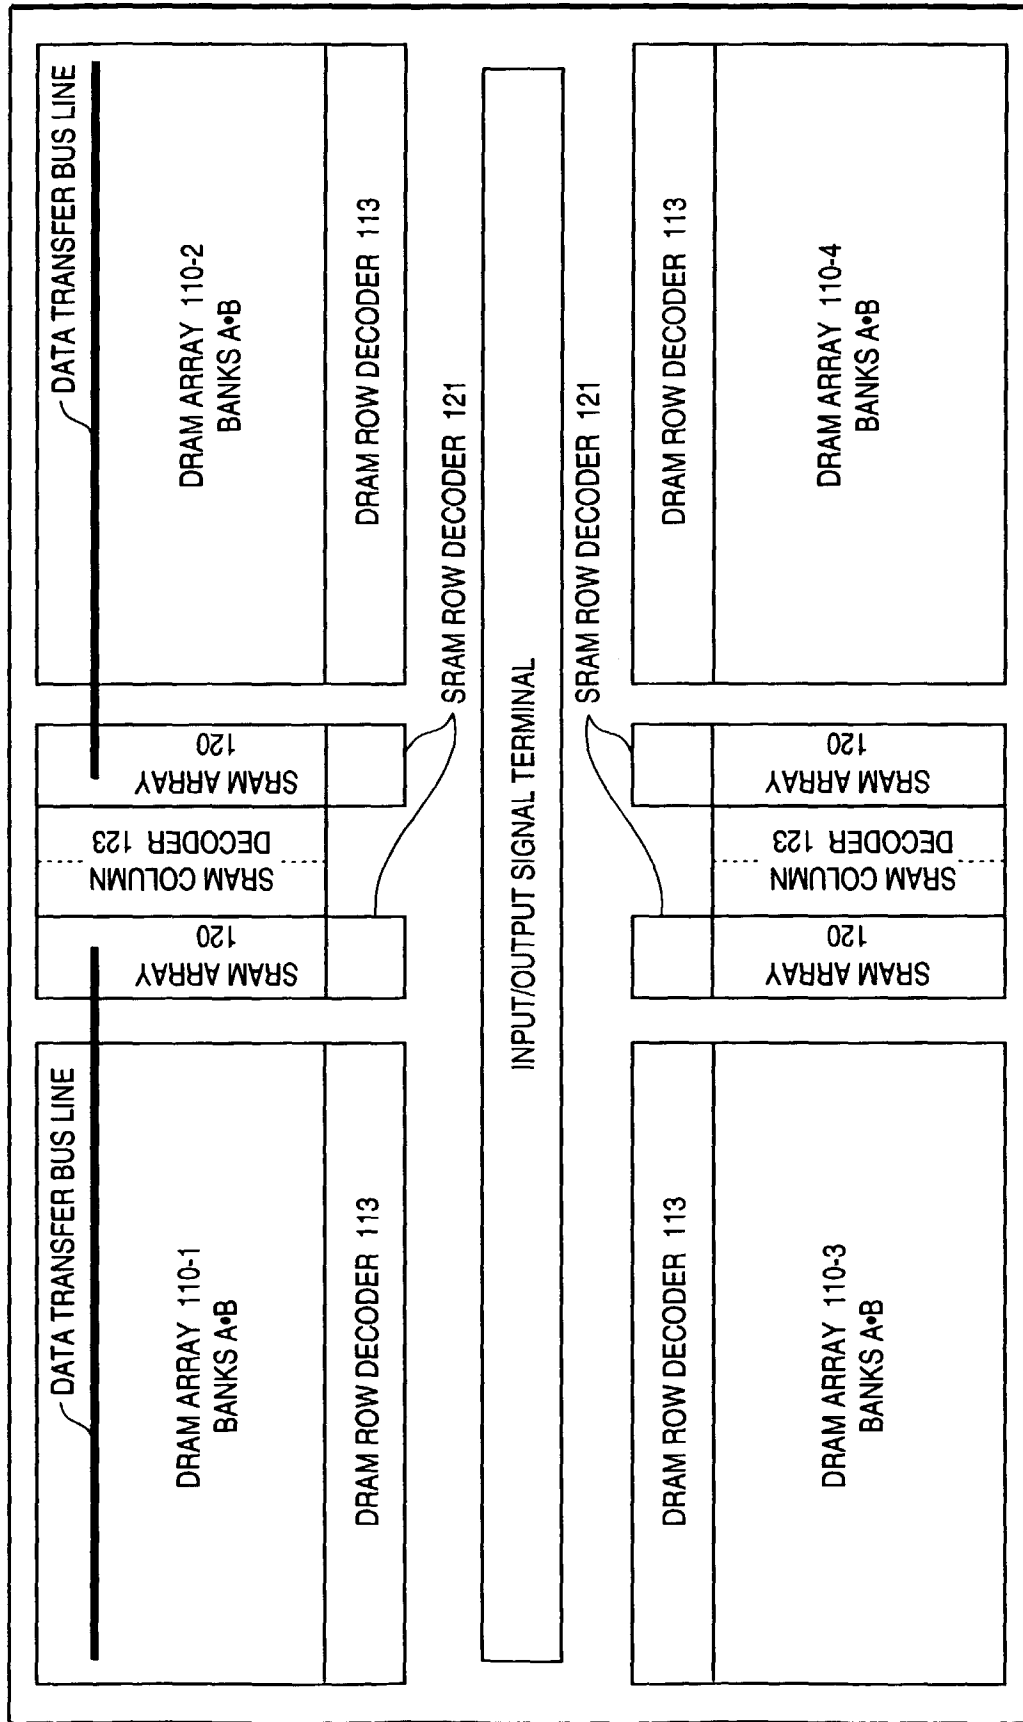 DATA TRANSFER BUS LINE
DRAM ARRAY 110-1
BANKS A•B
DRAM ROW DECODER 113
SRAM ARRAY
120
SRAM COLUMN
DECODER 123
SRAM ARRAY
120
DATA TRANSFER BUS LINE
DRAM ARRAY 110-2
BANKS A•B
DRAM ROW DECODER 113
SRAM ROW DECODER 121
INPUT/OUTPUT SIGNAL TERMINAL
SRAM ROW DECODER 121
DRAM ROW DECODER 113
DRAM ARRAY 110-3
BANKS A•B
SRAM ARRAY
120
SRAM COLUMN
DECODER 123
SRAM ARRAY
120
DRAM ROW DECODER 113
DRAM ARRAY 110-4
BANKS A•B